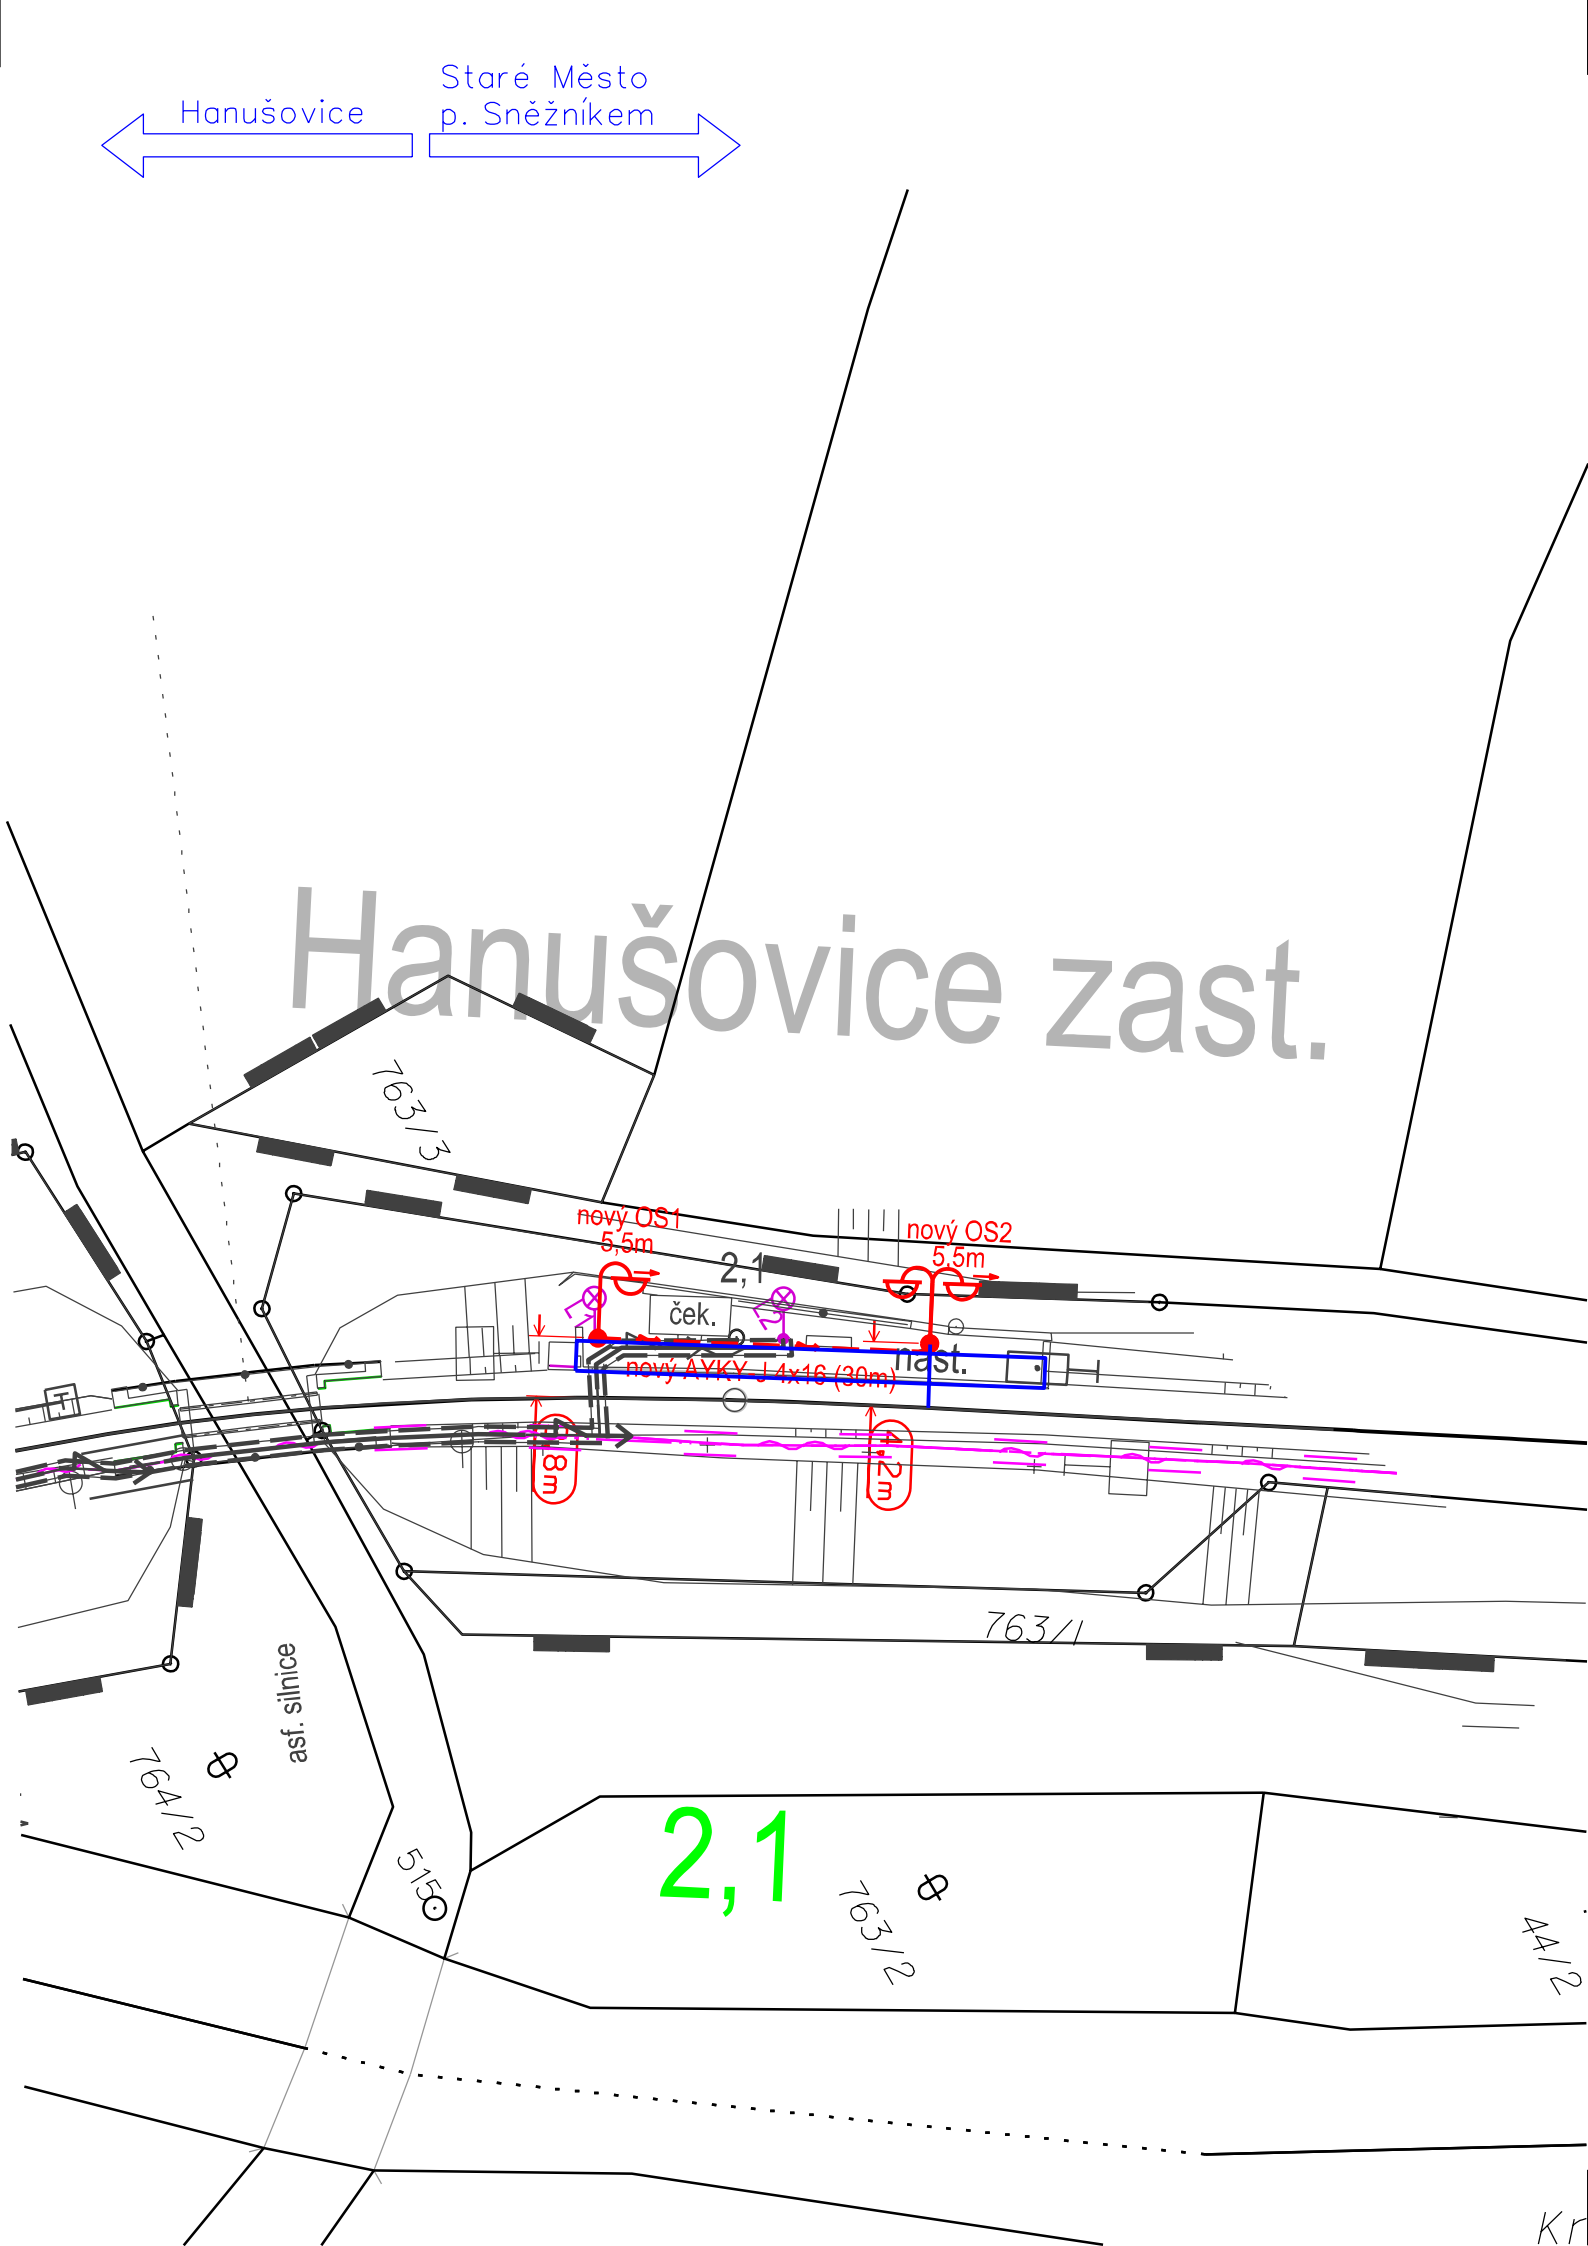 Staré Město
Hanušovice
p. Sněžníkem
Hanušovice zast.
763/3
nový OS1
5,5m
nový OS2
5,5m
2,1
ček.
nást.
nový AYKY-J 4x16 (30m)
4,2m
763/1
asf. silnice
764/2
2,1
515
763/2
44/2